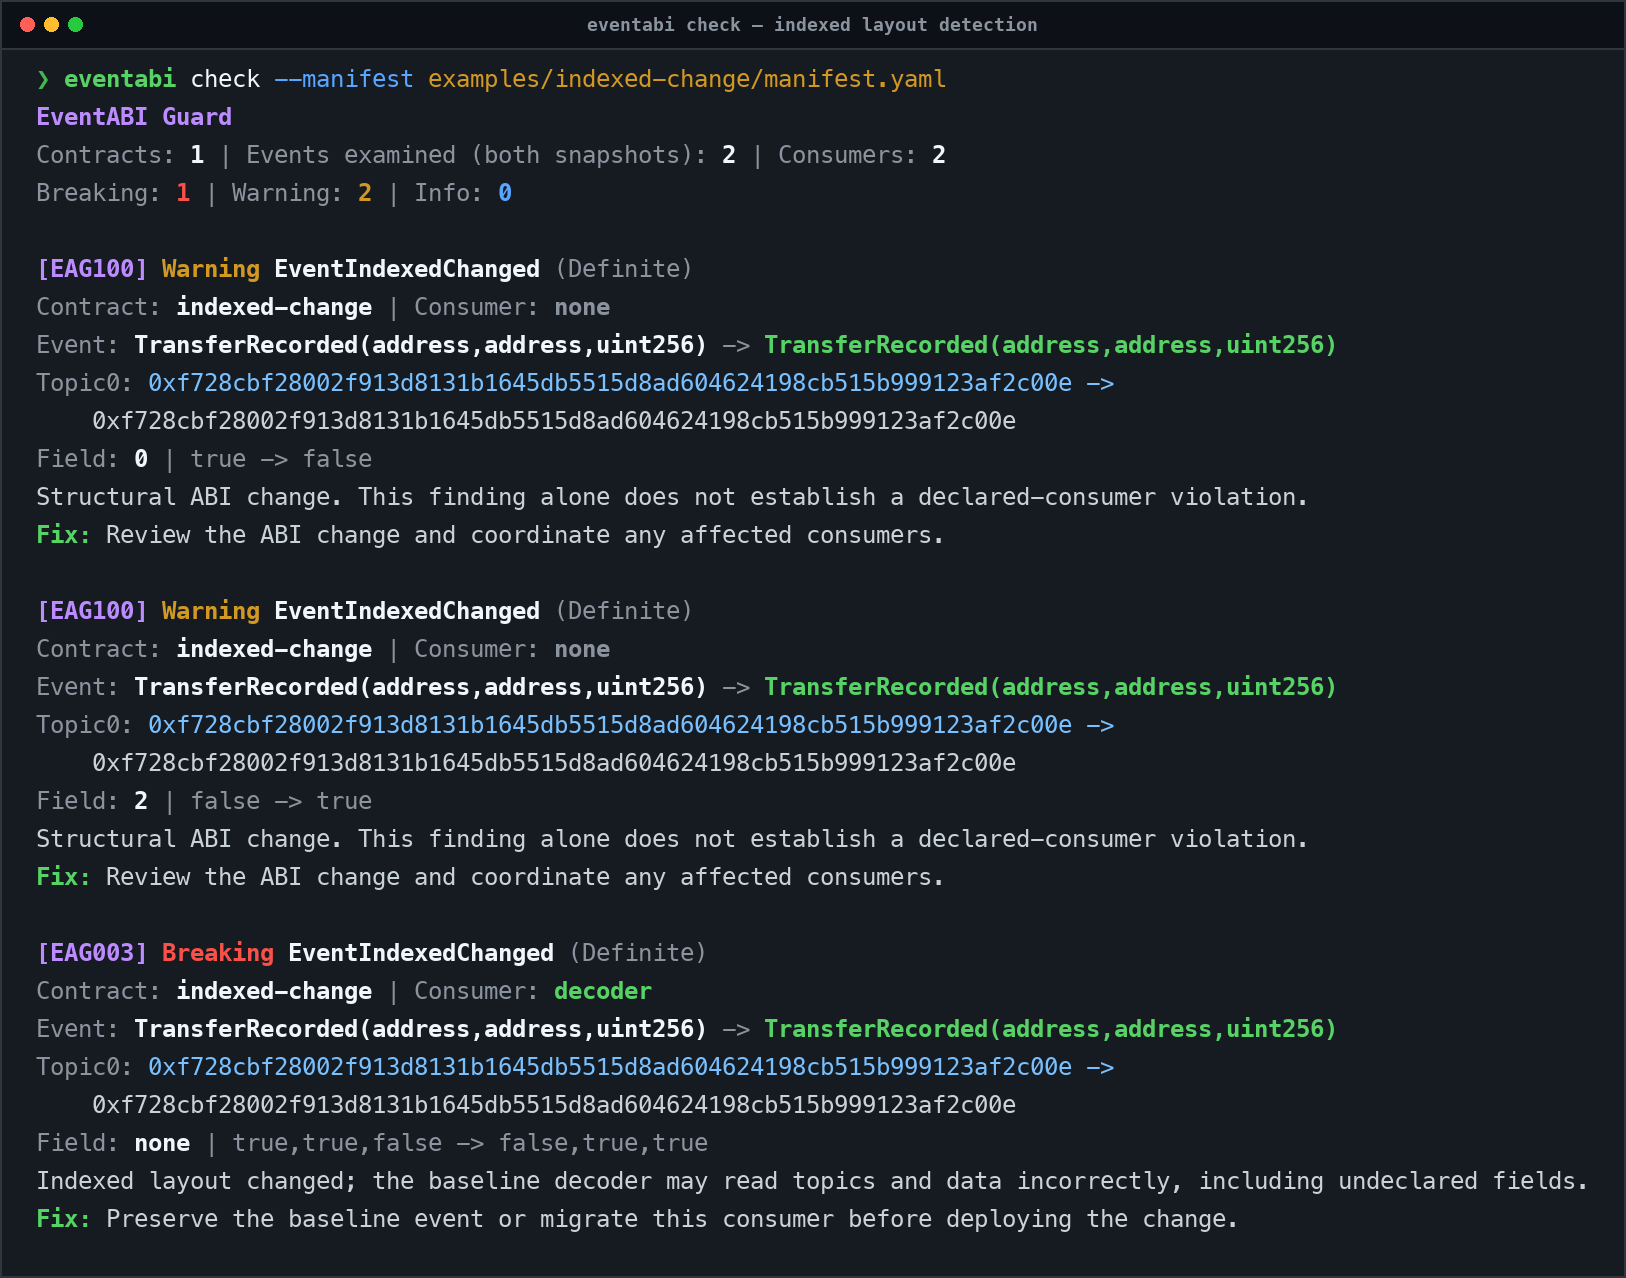 eventabi check — indexed layout detection
❯ eventabi check --manifest examples/indexed-change/manifest.yaml
EventABI Guard
Contracts: 1 | Events examined (both snapshots): 2 | Consumers: 2
Breaking: 1 | Warning: 2 | Info: 0
[EAG100] Warning EventIndexedChanged (Definite)
Contract: indexed-change | Consumer: none
Event: TransferRecorded(address,address,uint256) -> TransferRecorded(address,address,uint256)
Topic0: 0xf728cbf28002f913d8131b1645db5515d8ad604624198cb515b999123af2c00e ->
0xf728cbf28002f913d8131b1645db5515d8ad604624198cb515b999123af2c00e
Field: 0 | true -> false
Structural ABI change. This finding alone does not establish a declared-consumer violation.
Fix: Review the ABI change and coordinate any affected consumers.
[EAG100] Warning EventIndexedChanged (Definite)
Contract: indexed-change | Consumer: none
Event: TransferRecorded(address,address,uint256) -> TransferRecorded(address,address,uint256)
Topic0: 0xf728cbf28002f913d8131b1645db5515d8ad604624198cb515b999123af2c00e ->
0xf728cbf28002f913d8131b1645db5515d8ad604624198cb515b999123af2c00e
Field: 2 | false -> true
Structural ABI change. This finding alone does not establish a declared-consumer violation.
Fix: Review the ABI change and coordinate any affected consumers.
[EAG003] Breaking EventIndexedChanged (Definite)
Contract: indexed-change | Consumer: decoder
Event: TransferRecorded(address,address,uint256) -> TransferRecorded(address,address,uint256)
Topic0: 0xf728cbf28002f913d8131b1645db5515d8ad604624198cb515b999123af2c00e ->
0xf728cbf28002f913d8131b1645db5515d8ad604624198cb515b999123af2c00e
Field: none | true,true,false -> false,true,true
Indexed layout changed; the baseline decoder may read topics and data incorrectly, including undeclared fields.
Fix: Preserve the baseline event or migrate this consumer before deploying the change.